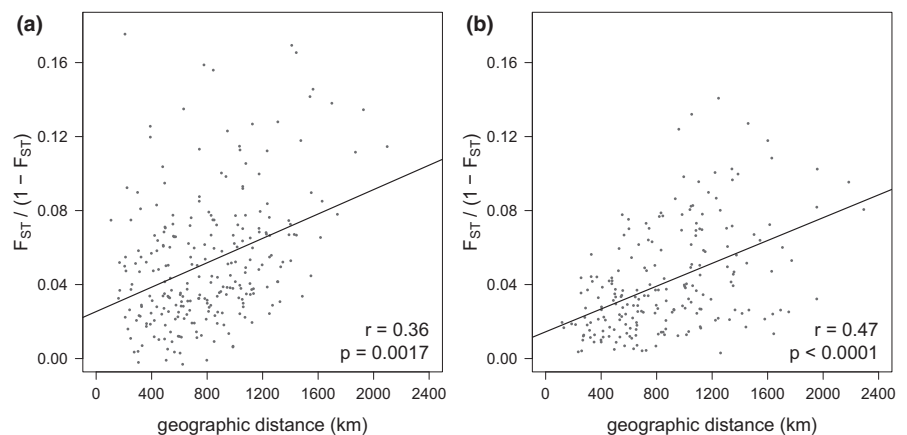 (a)
F_ST / (1 − F_ST)
0.16
0.12
0.08
0.04
0.00
r = 0.36
p = 0.0017
0 400 800 1200 1600 2000 2400
geographic distance (km)
(b)
F_ST / (1 − F_ST)
0.16
0.12
0.08
0.04
0.00
r = 0.47
p < 0.0001
0 400 800 1200 1600 2000 2400
geographic distance (km)